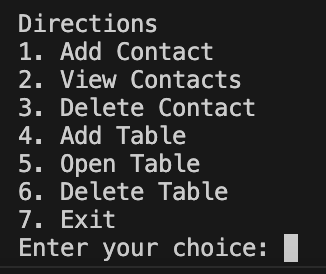 Directions
1. Add Contact
2. View Contacts
3. Delete Contact
4. Add Table
5. Open Table
6. Delete Table
7. Exit
Enter your choice: